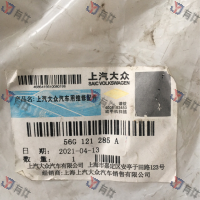 上汽大众
SAIC VOLKSWAGEN
产品名: 上汽大众汽车用维修配件
56G 121 285 A
日期: 2021-04-13
数量: 1
上汽大众汽车有限公司
上海市嘉定区安亭于田路123号
经销商: 上海上汽大众汽车销售有限公司